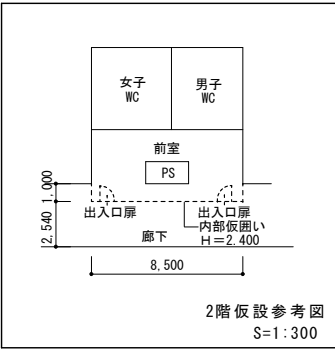 女子
WC
男子
WC
前室
PS
1,000
2,540
出入口扉
出入口扉
内部仮囲い
H=2.400
廊下
8,500
2階仮設参考図
S=1:300